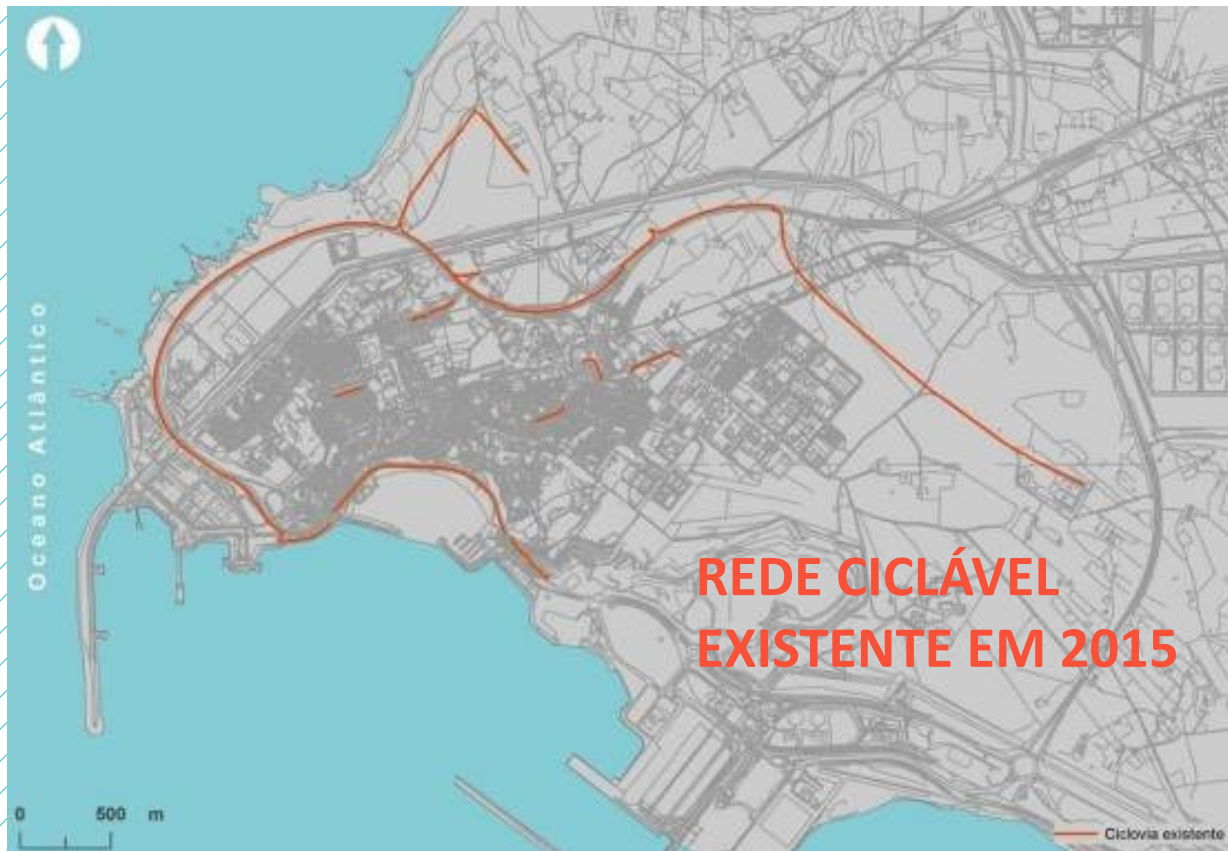 Oceano Atlântico
REDE CICLÁVEL
EXISTENTE EM 2015
0 500 m
Ciclovia existente